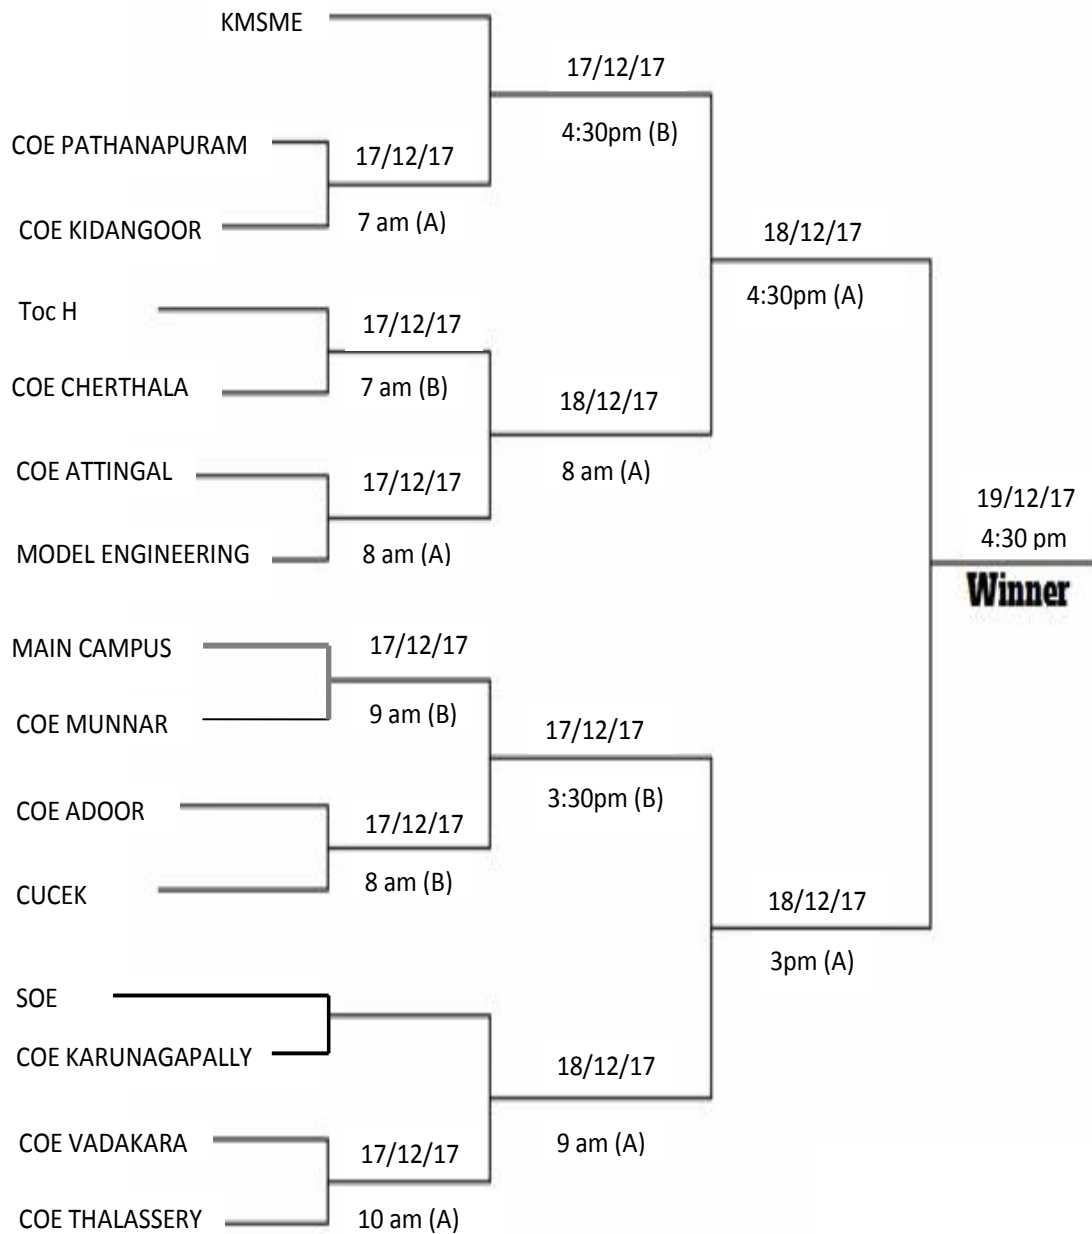 KMSME
17/12/17
4:30pm (B)
COE PATHANAPURAM
17/12/17
COE KIDANGOOR
7 am (A)
18/12/17
4:30pm (A)
Toc H
17/12/17
COE CHERTHALA
7 am (B)
18/12/17
8 am (A)
COE ATTINGAL
17/12/17
MODEL ENGINEERING
8 am (A)
19/12/17
4:30 pm
Winner
MAIN CAMPUS
17/12/17
COE MUNNAR
9 am (B)
17/12/17
3:30pm (B)
COE ADOOR
17/12/17
CUCEK
8 am (B)
18/12/17
3pm (A)
SOE
COE KARUNAGAPALLY
18/12/17
9 am (A)
COE VADAKARA
17/12/17
COE THALASSERY
10 am (A)